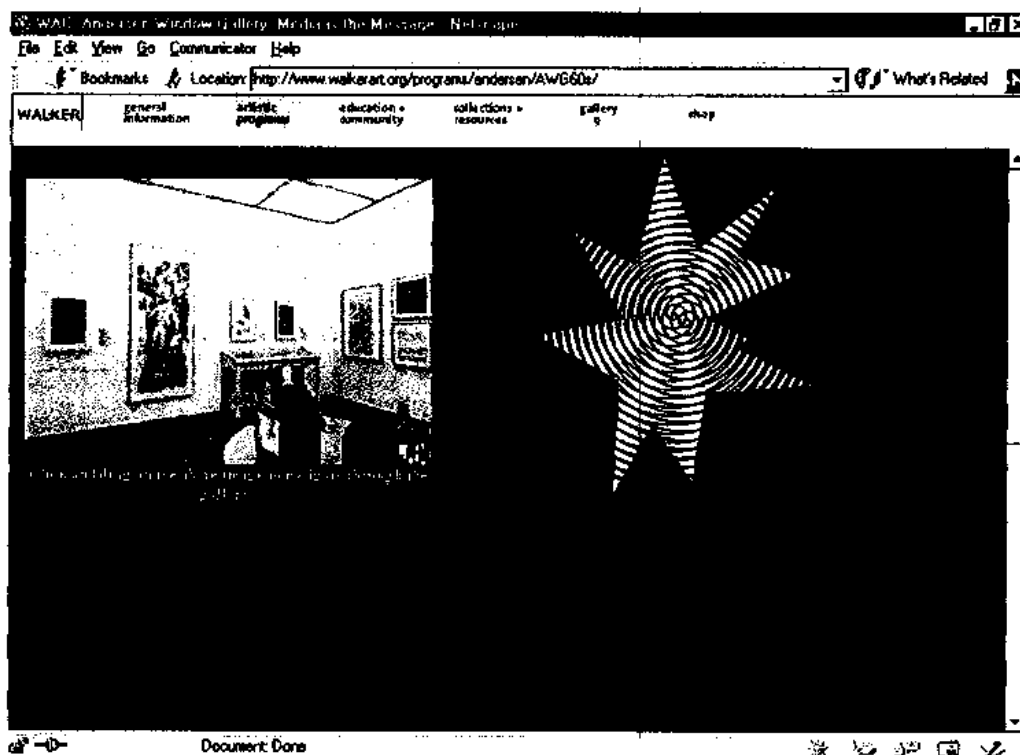 WAC Andersen Window Gallery Media is the Message - Netscape
File Edit View Go Communicator Help
Bookmarks Location: http://www.walkerart.org/programs/andersen/AWG60s/ What's Related
WALKER general information artistic programs education + community collections + resources gallery 9 shop
Document: Done